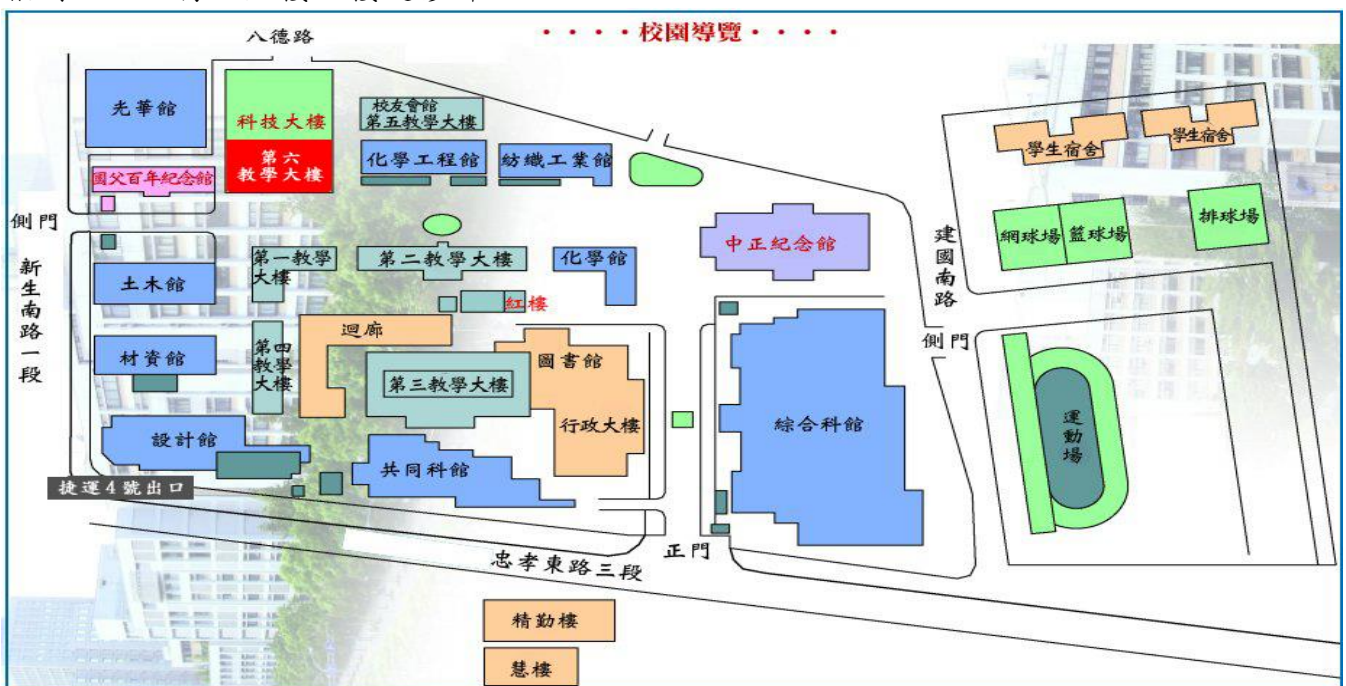 八德路
‧‧‧‧校園導覽‧‧‧‧
光華館
科技大樓
校友會館
第五教學大樓
學生宿舍
學生宿舍
第六
教學大樓
化學工程館
紡織工業館
國父百年紀念館
側門
網球場
籃球場
排球場
中正紀念館
建國南路
新生南路一段
土木館
第一教學
大樓
第二教學大樓
化學館
紅樓
迴廊
側門
材資館
第四
教學
大樓
第三教學大樓
圖書館
行政大樓
綜合科館
運動場
設計館
共同科館
捷運4號出口
正門
忠孝東路三段
精勤樓
慧樓